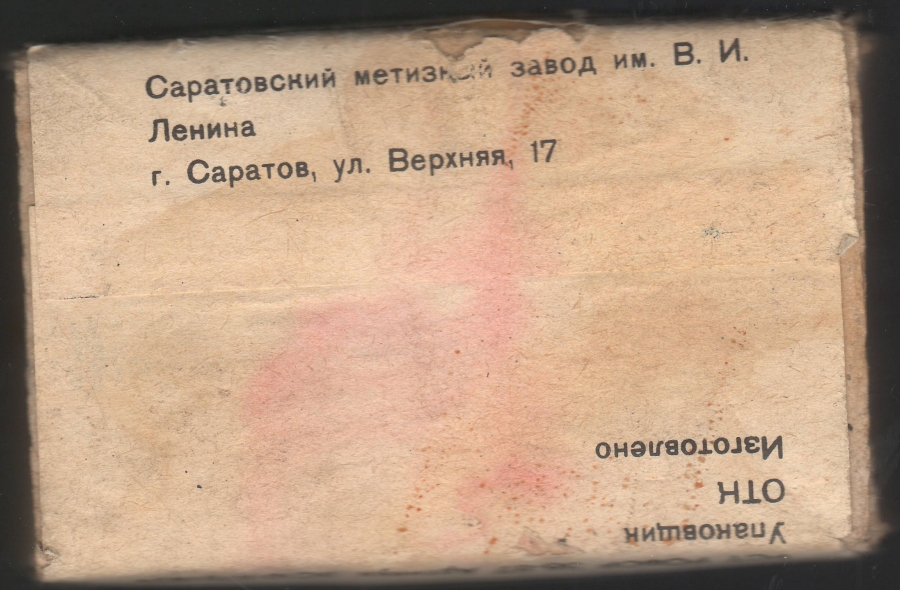 Саратовский метизный завод им. В. И.
Ленина
г. Саратов, ул. Верхняя, 17
Упаковщик
ОТК
Изготовлено